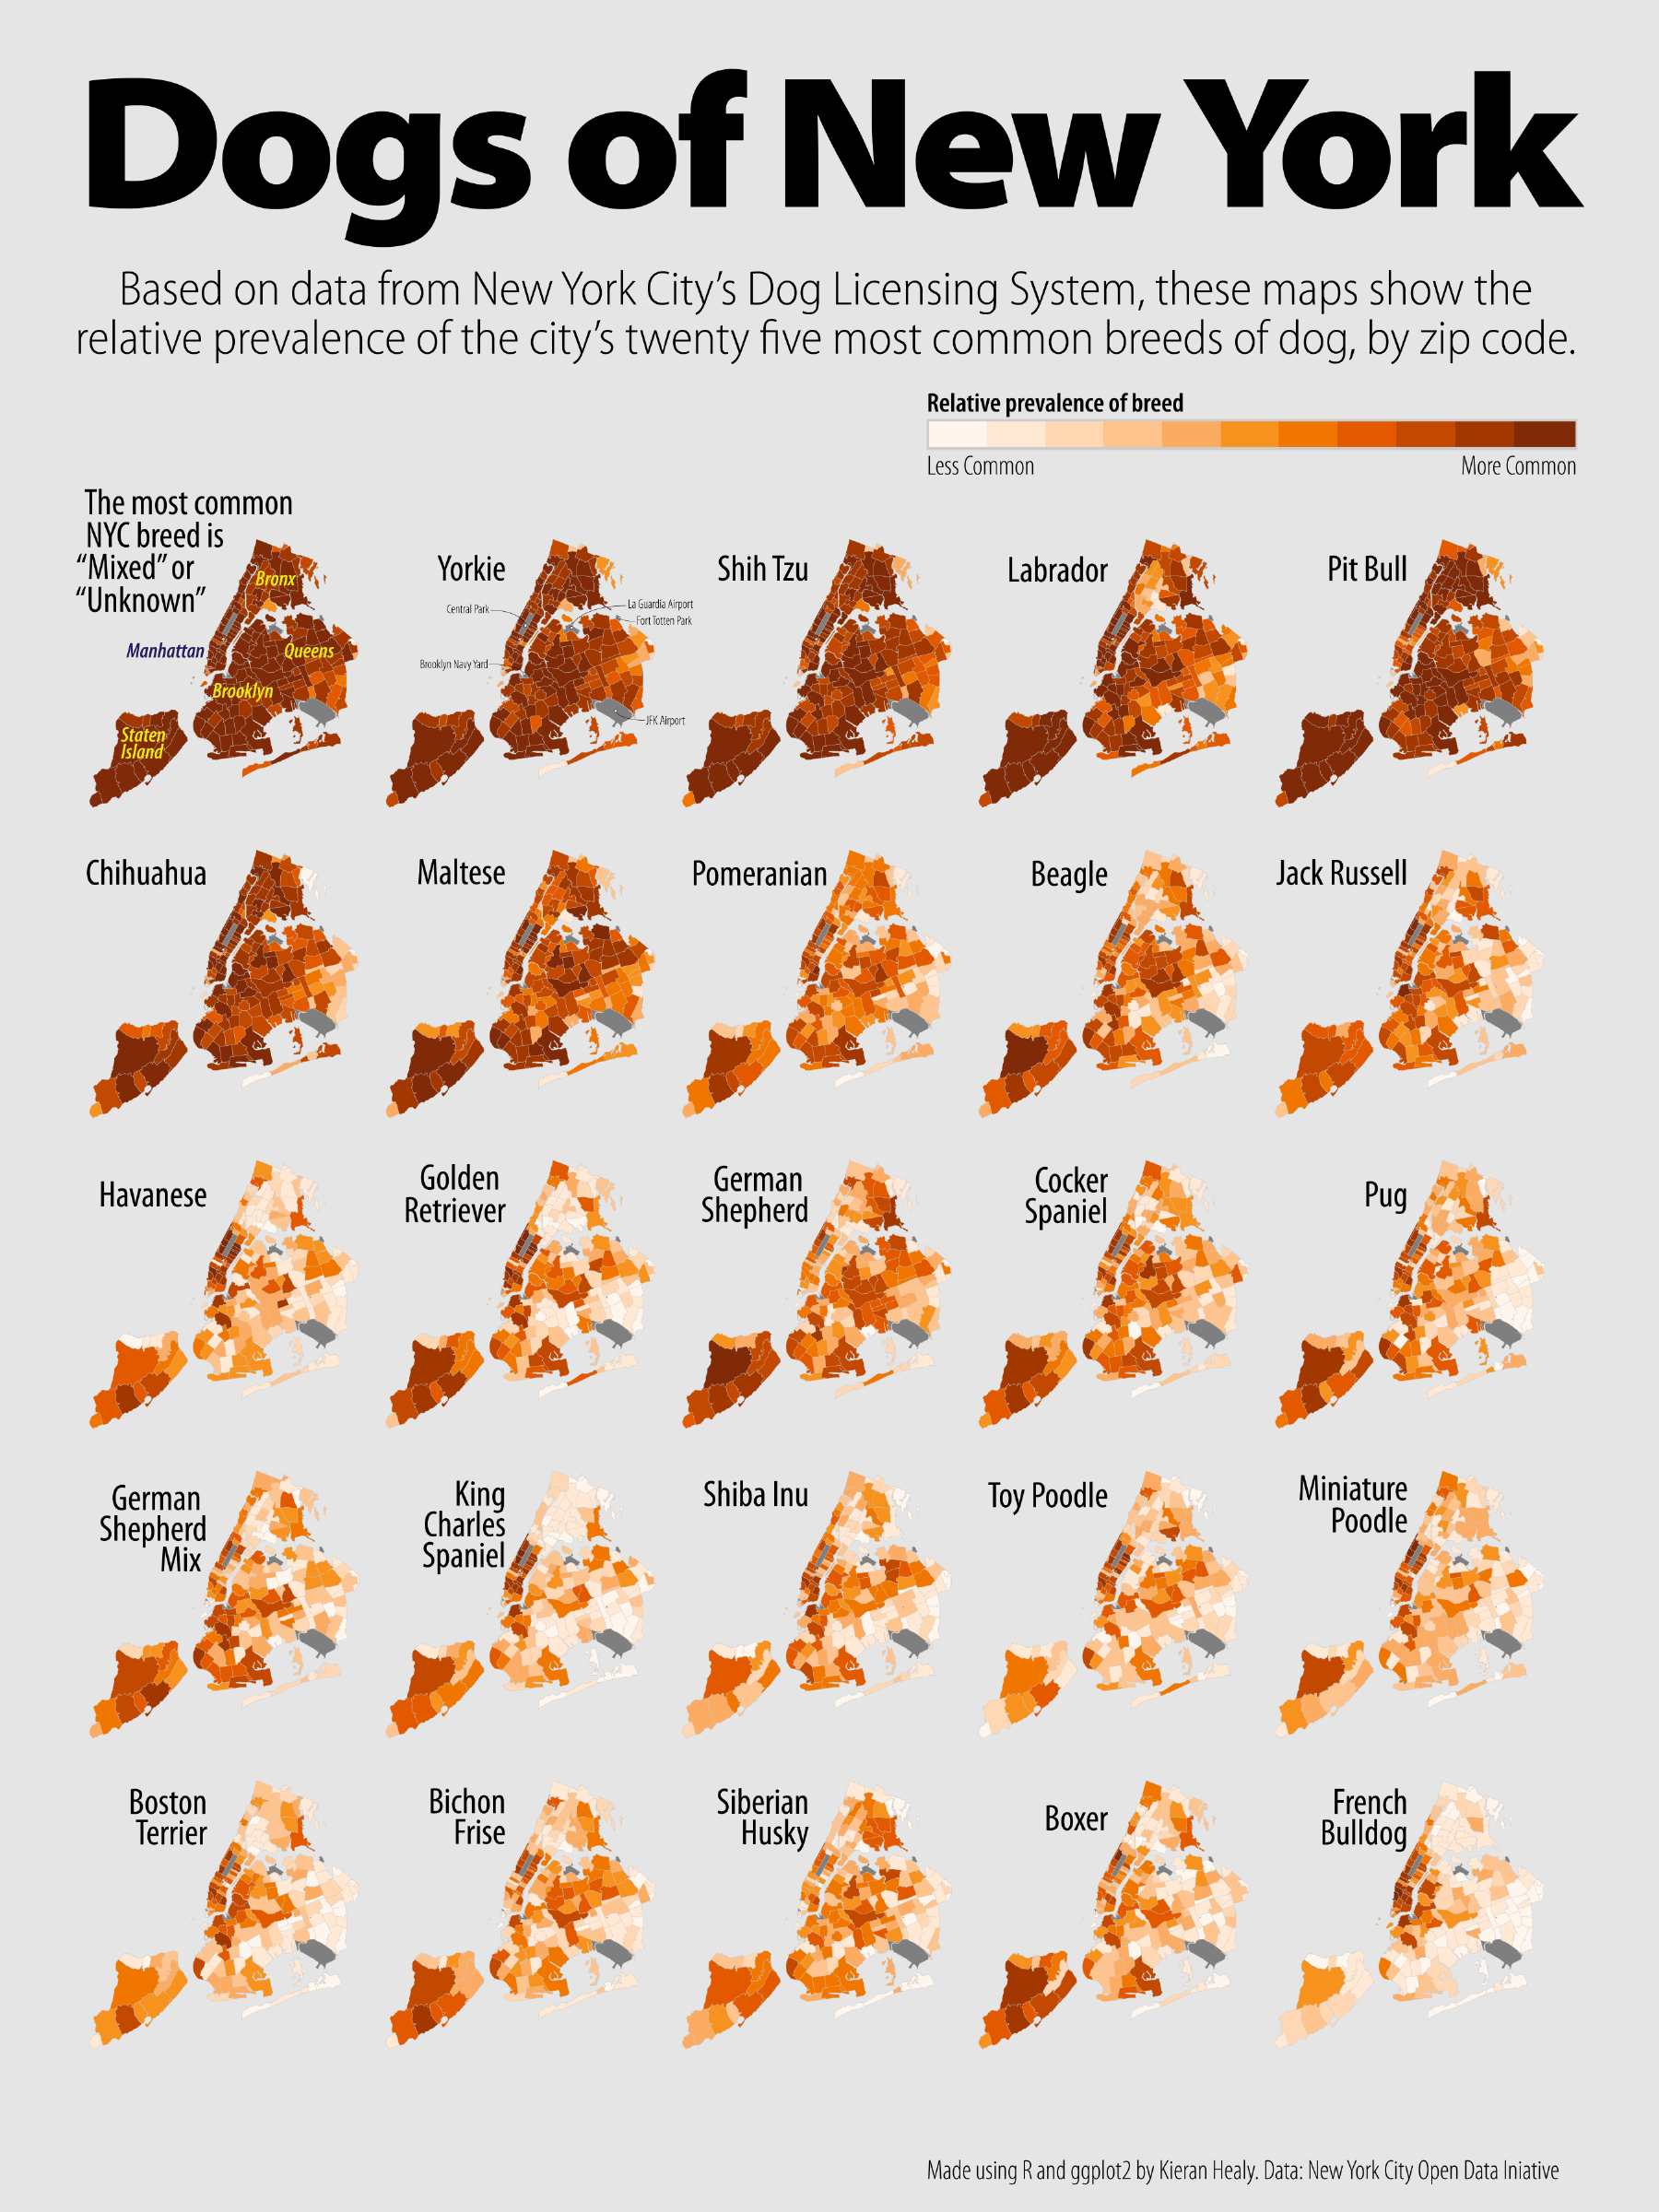 Dogs of New York
Based on data from New York City’s Dog Licensing System, these maps show the
relative prevalence of the city’s twenty five most common breeds of dog, by zip code.
Relative prevalence of breed
Less Common
More Common
The most common
NYC breed is
“Mixed” or
“Unknown”
Bronx
Manhattan
Queens
Brooklyn
Staten
Island
Yorkie
Central Park
La Guardia Airport
Fort Totten Park
Brooklyn Navy Yard
JFK Airport
Shih Tzu
Labrador
Pit Bull
Chihuahua
Maltese
Pomeranian
Beagle
Jack Russell
Havanese
Golden
Retriever
German
Shepherd
Cocker
Spaniel
Pug
German
Shepherd
Mix
King
Charles
Spaniel
Shiba Inu
Toy Poodle
Miniature
Poodle
Boston
Terrier
Bichon
Frise
Siberian
Husky
Boxer
French
Bulldog
Made using R and ggplot2 by Kieran Healy. Data: New York City Open Data Iniative